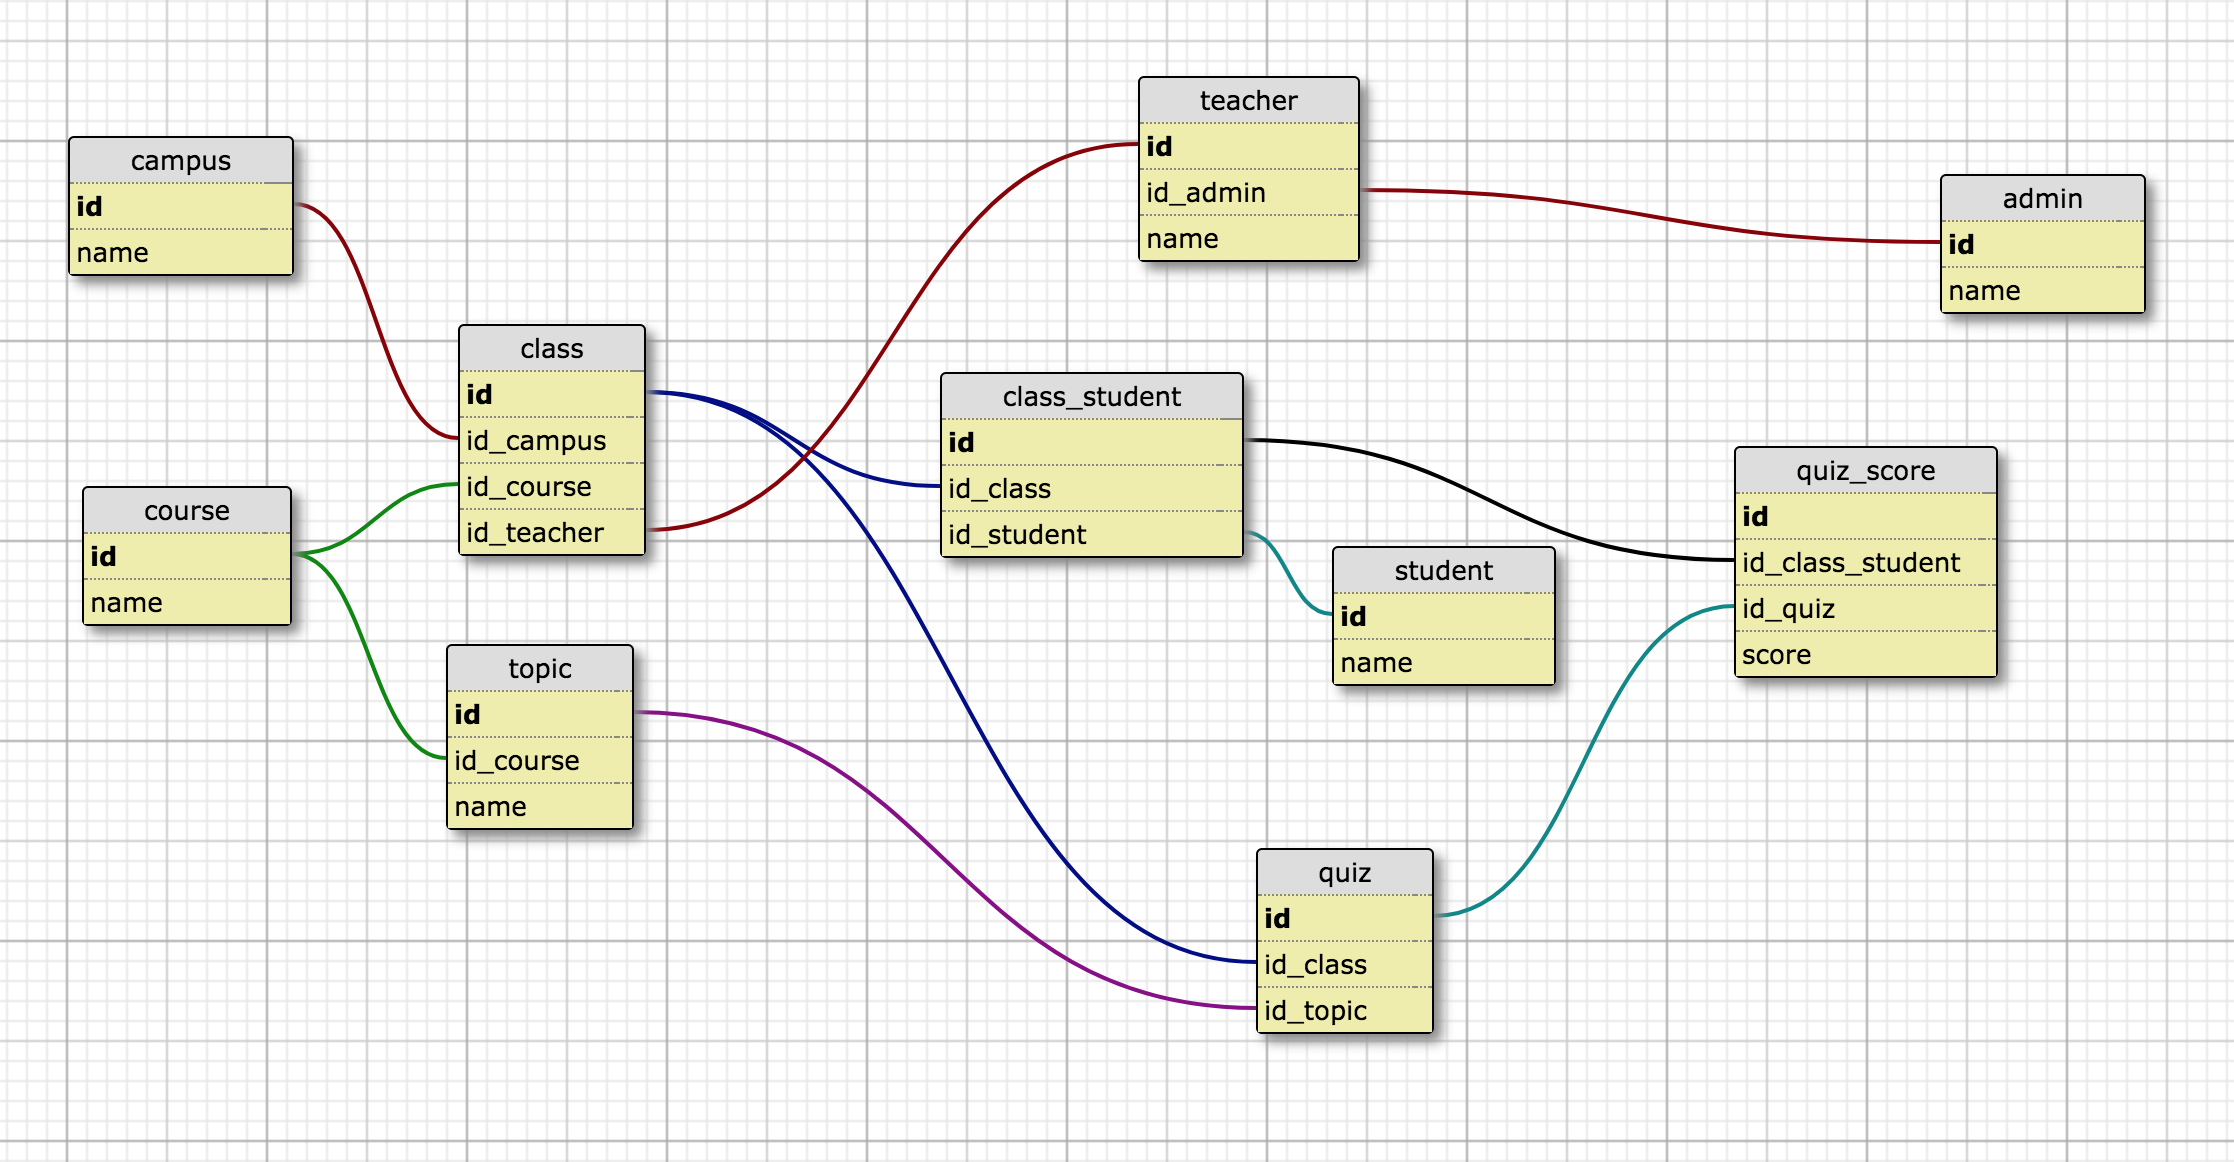 campus
id
name
course
id
name
class
id
id_campus
id_course
id_teacher
topic
id
id_course
name
teacher
id
id_admin
name
class_student
id
id_class
id_student
student
id
name
quiz
id
id_class
id_topic
admin
id
name
quiz_score
id
id_class_student
id_quiz
score